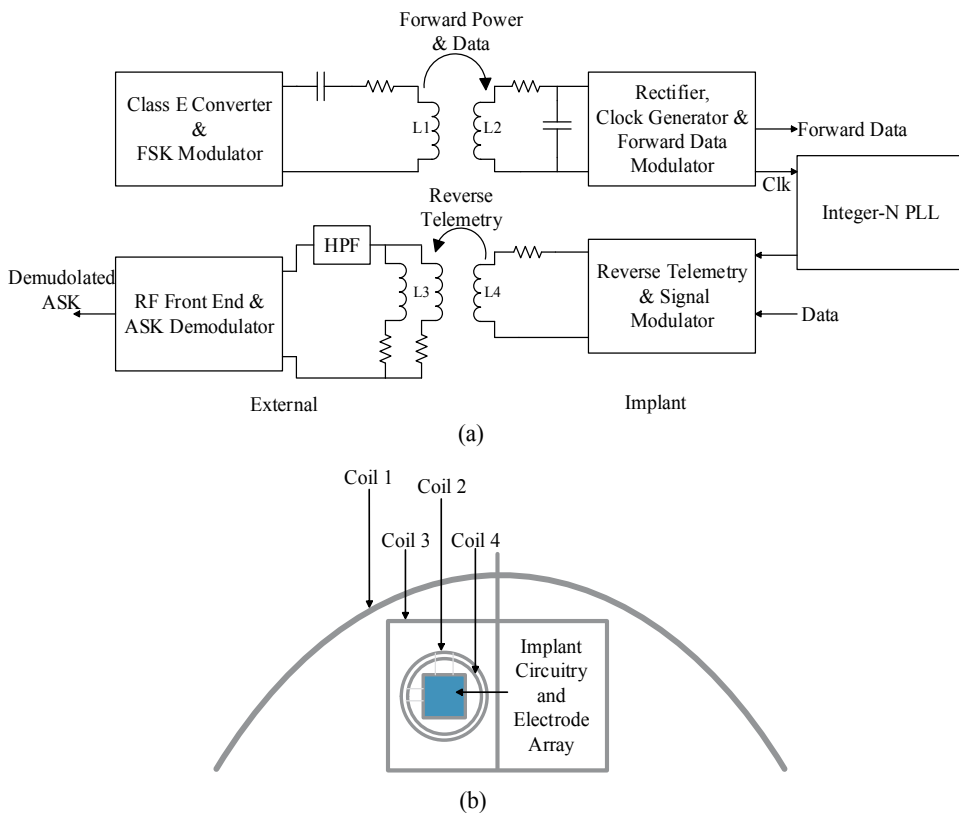 Forward Power
& Data
Class E Converter
&
FSK Modulator
L1
L2
Rectifier,
Clock Generator &
Forward Data
Modulator
Forward Data
Clk
Integer-N PLL
Reverse
Telemetry
HPF
Demudolated
ASK
RF Front End &
ASK Demodulator
L3
L4
Reverse Telemetry
& Signal
Modulator
Data
External
Implant
(a)
Coil 1
Coil 2
Coil 3
Coil 4
Implant
Circuitry
and
Electrode
Array
(b)